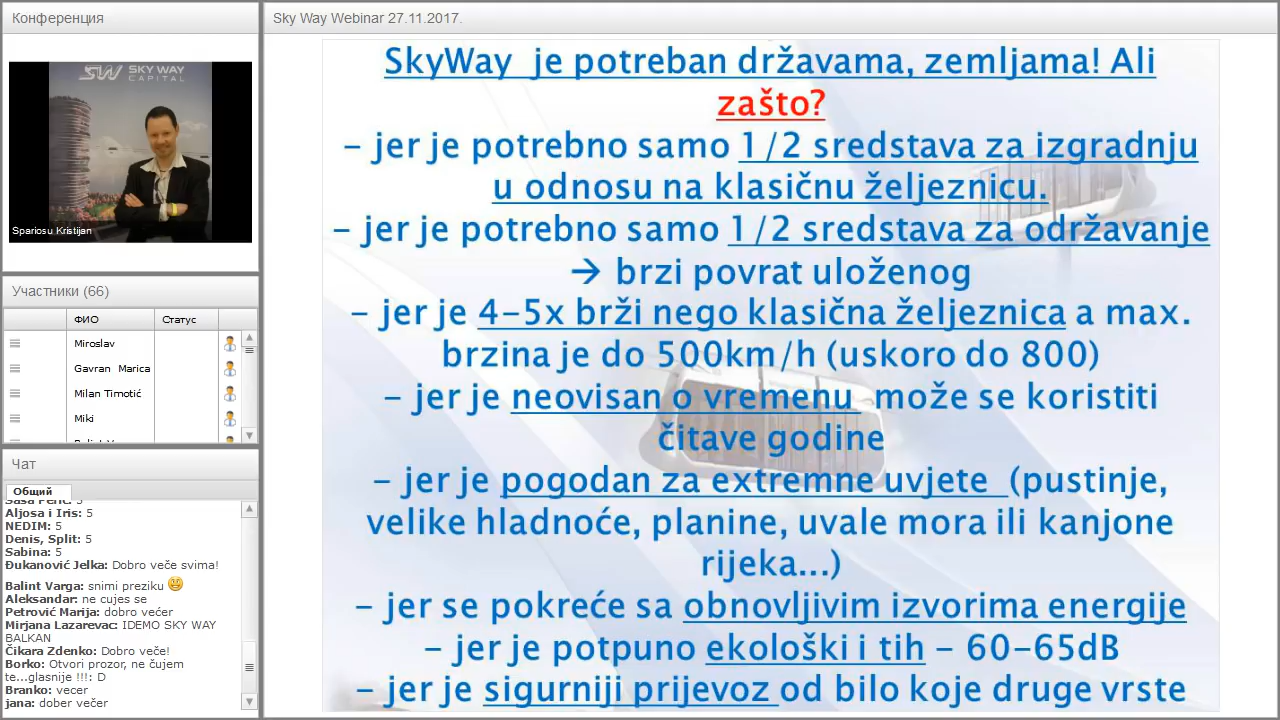 Конференция
SKY WAY
CAPITAL
Spariosu Kristijan
Участники (66)
ФИО
Статус
Miroslav
Gavran Marica
Milan Timotić
Miki
Чат
Общий
Aljosa i Iris: 5
NEDIM: 5
Denis, Split: 5
Sabina: 5
Đukanović Jelka: Dobro veče svima!
Balint Varga: snimi preziku
Aleksandar: ne cujes se
Petrović Marija: dobro većer
Mirjana Lazarevac: IDEMO SKY WAY
BALKAN
Čikara Zdenko: Dobro veče!
Borko: Otvori prozor, ne čujem
te...glasnije !!!: D
Branko: vecer
jana: dober večer
Sky Way Webinar 27.11.2017.
SkyWay je potreban državama, zemljama! Ali
zašto?
- jer je potrebno samo 1/2 sredstava za izgradnju
u odnosu na klasičnu željeznicu.
- jer je potrebno samo 1/2 sredstava za održavanje
→ brzi povrat uloženog
- jer je 4-5x brži nego klasična željeznica a max.
brzina je do 500km/h (uskoro do 800)
- jer je neovisan o vremenu može se koristiti
čitave godine
- jer je pogodan za extremne uvjete (pustinje,
velike hladnoće, planine, uvale mora ili kanjone
rijeka...)
- jer se pokreće sa obnovljivim izvorima energije
- jer je potpuno ekološki i tih - 60-65dB
- jer je sigurniji prijevoz od bilo koje druge vrste